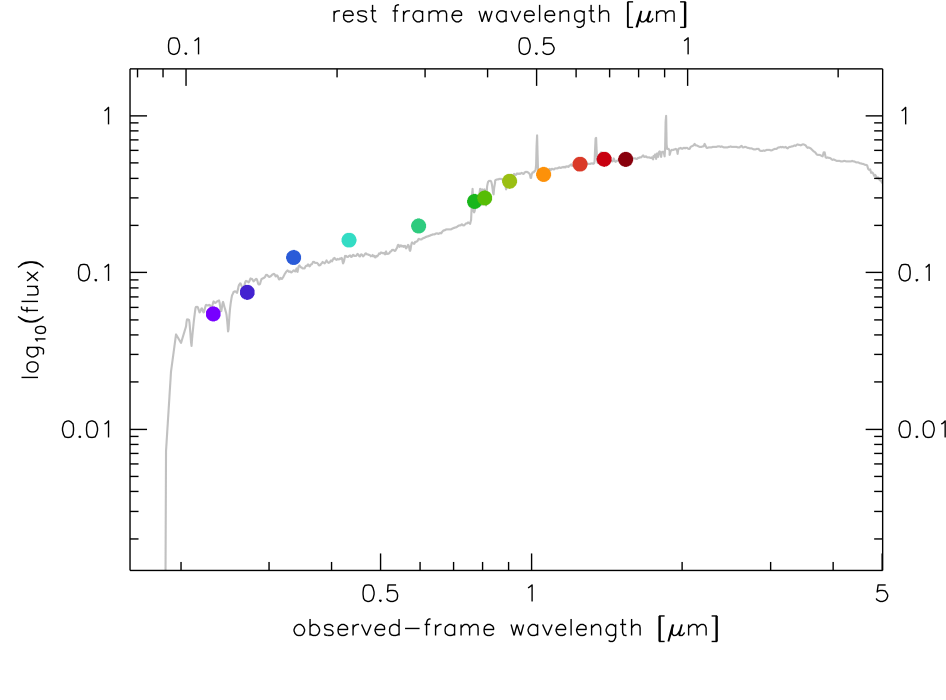 rest frame wavelength [μm]
0.1 0.5 1
1 1
0.1 0.1
log10(flux)
0.01 0.01
0.5 1 5
observed-frame wavelength [μm]